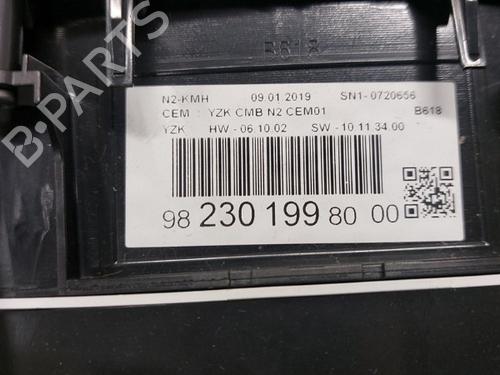 B-PARTS
B618
N2-KMH 09.01.2019 SN1- 0720656
CEM : YZK CMB N2 CEM01 B618
YZK HW - 06.10.02 SW - 10.11.34.00
98 230 199 80 00